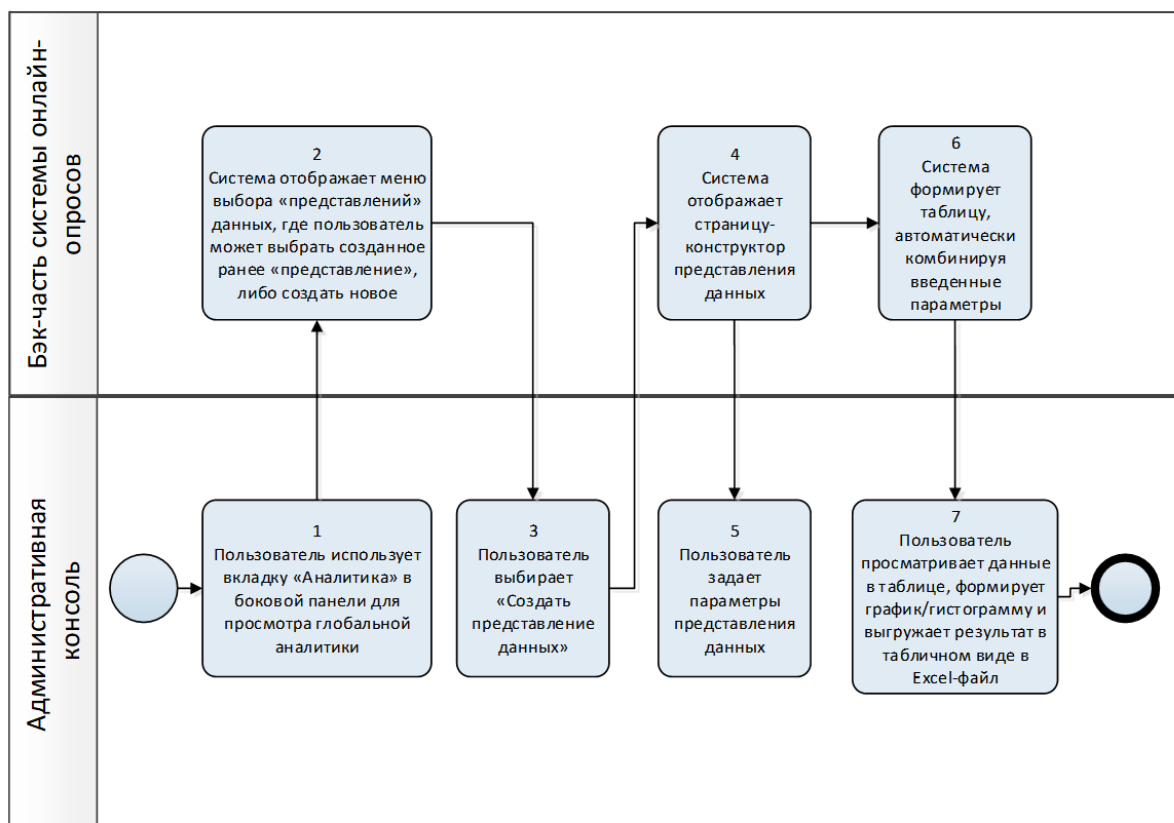 Бэк-часть системы онлайн-
опросов
2
Система отображает меню
выбора «представлений»
данных, где пользователь
может выбрать созданное
ранее «представление»,
либо создать новое
4
Система
отображает
страницу-
конструктор
представления
данных
6
Система
формирует
таблицу,
автоматически
комбинируя
введенные
параметры
Административная
консоль
1
Пользователь использует
вкладку «Аналитика» в
боковой панели для
просмотра глобальной
аналитики
3
Пользователь
выбирает
«Создать
представление
данных»
5
Пользователь
задает
параметры
представления
данных
7
Пользователь
просматривает данные
в таблице, формирует
график/гистограмму и
выгружает результат в
табличном виде в
Excel-файл